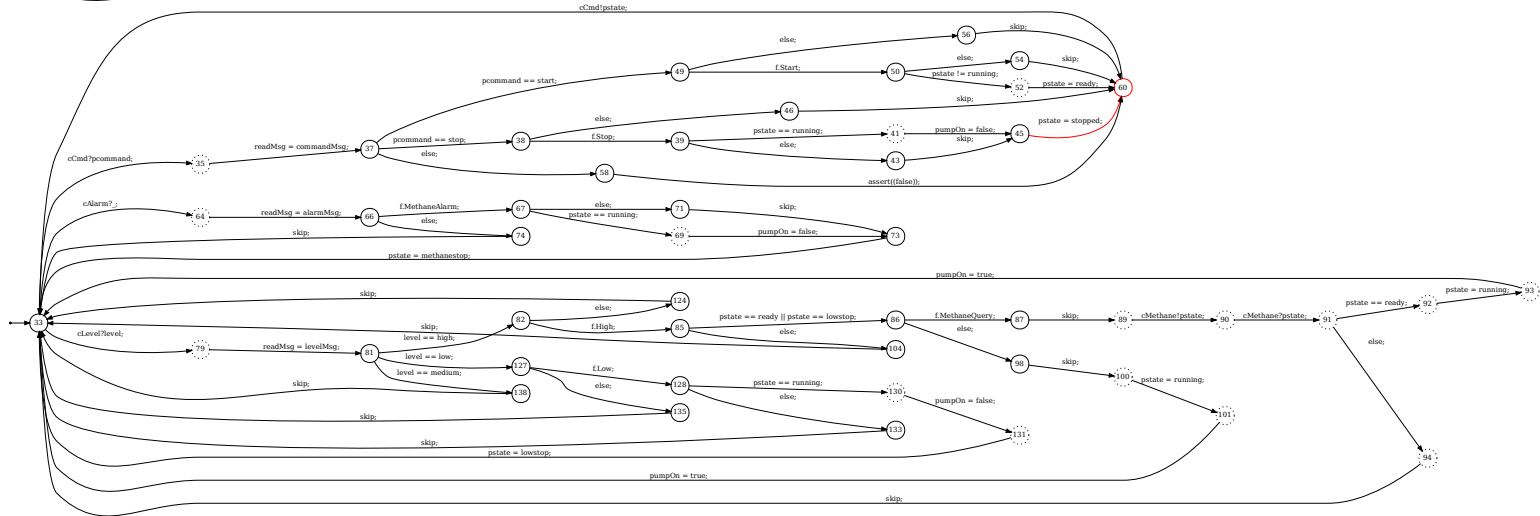 cCmd!pstate;
56
skip;
else;
54
else;
skip;
49
f.Start;
50
pstate != running;
pcommand == start;
52
pstate = ready;
60
46
skip;
else;
pstate = stopped;
pstate == running;
41
pumpOn = false;
45
pcommand == stop;
38
f.Stop;
39
skip;
readMsg = commandMsg;
37
else;
else;
43
cCmd?pcommand;
35
58
assert((false));
cAlarm?_;
f.MethaneAlarm;
67
else;
71
skip;
64
readMsg = alarmMsg;
66
pstate == running;
else;
skip;
74
69
pumpOn = false;
73
pstate = methanestop;
pumpOn = true;
93
pstate = running;
skip;
124
pstate == ready;
92
else;
33
82
f.High;
85
pstate == ready || pstate == lowstop;
86
f.MethaneQuery;
87
skip;
89
cMethane!pstate;
90
cMethane?pstate;
91
cLevel?level;
skip;
level == high;
else;
else;
else;
79
readMsg = levelMsg;
81
104
level == low;
127
f.Low;
98
skip;
level == medium;
100
pstate = running;
skip;
138
else;
128
pstate == running;
130
pumpOn = false;
else;
skip;
135
101
skip;
133
131
pstate = lowstop;
94
pumpOn = true;
skip;